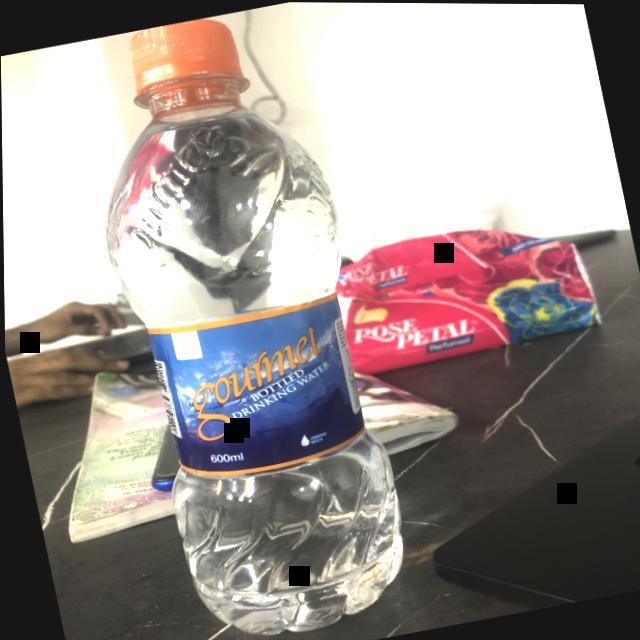 gourmet
BOTTLED
DRINKING WATER
600ml
ROSE
PETAL
ROSE
PETAL
Perfumed